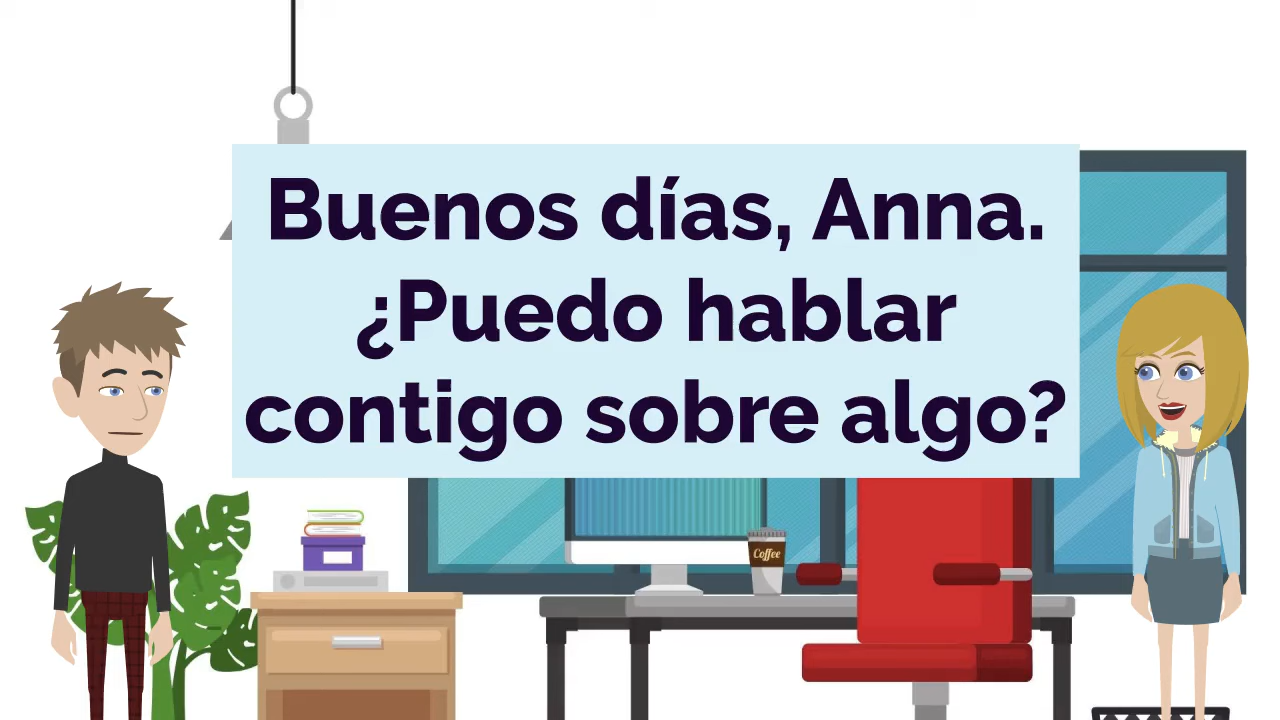 Buenos días, Anna.
¿Puedo hablar
contigo sobre algo?
Coffee